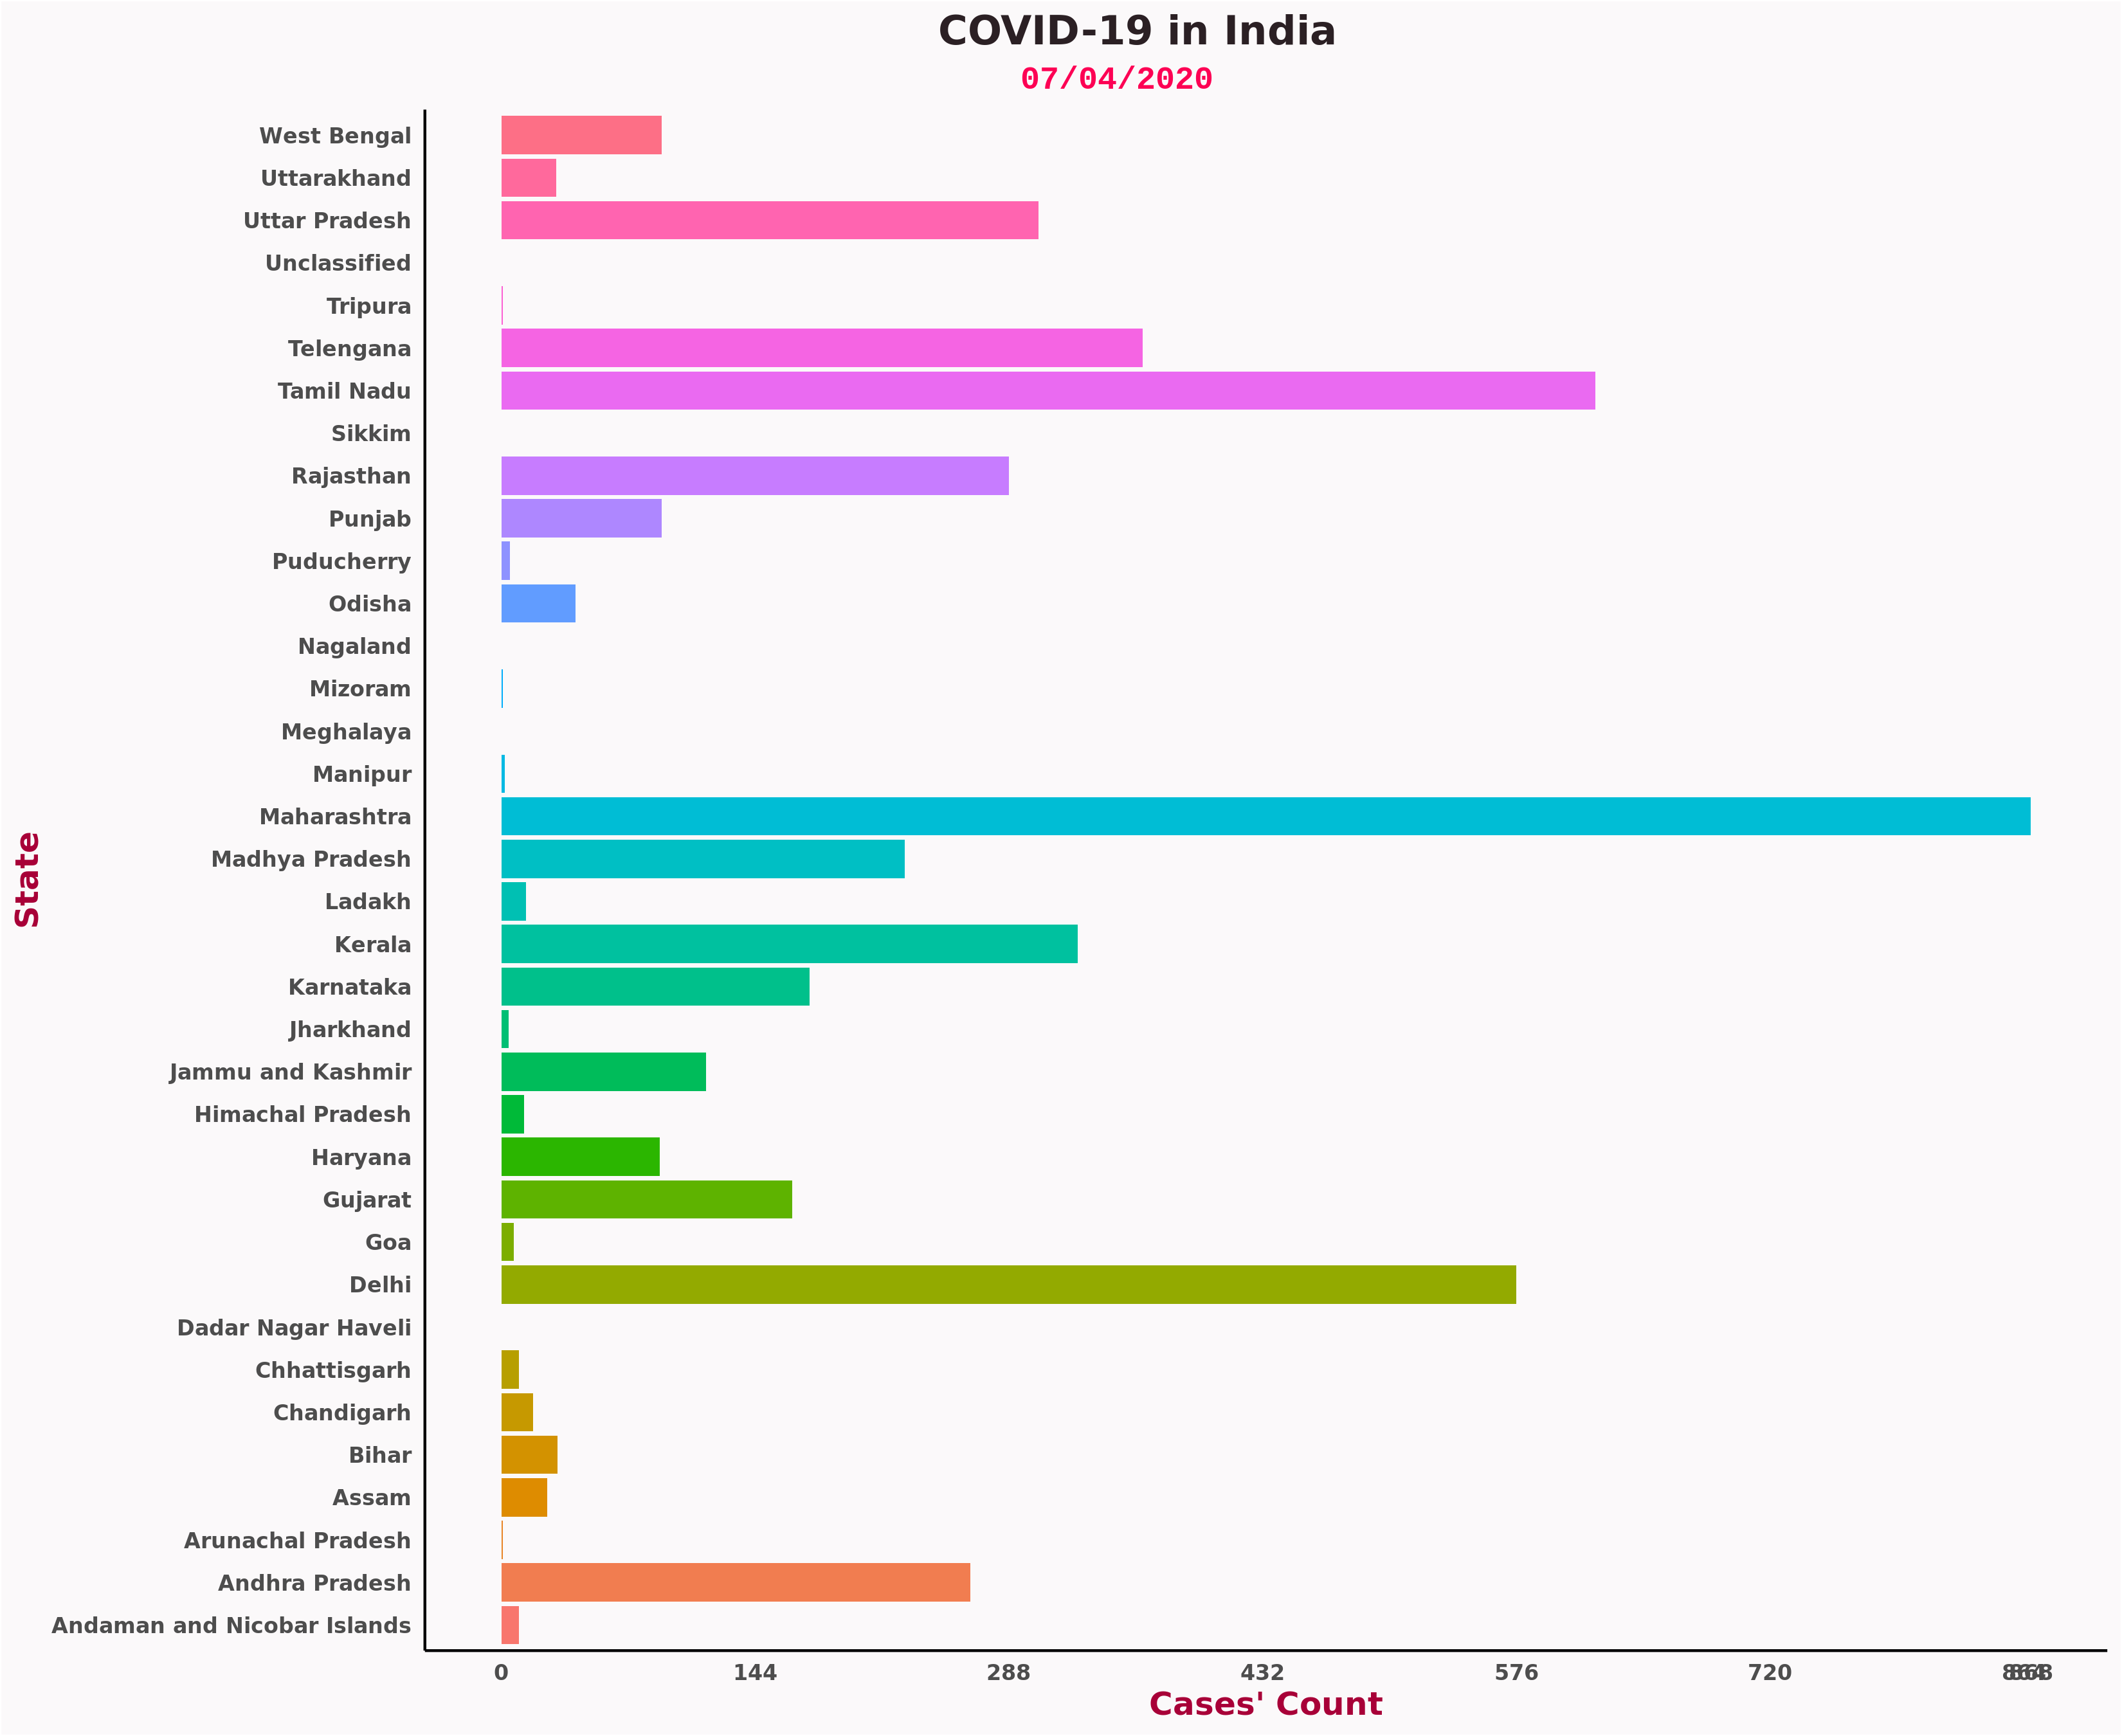 COVID-19 in India
07/04/2020
West Bengal
Uttarakhand
Uttar Pradesh
Unclassified
Tripura
Telengana
Tamil Nadu
Sikkim
Rajasthan
Punjab
Puducherry
Odisha
Nagaland
Mizoram
Meghalaya
Manipur
Maharashtra
Madhya Pradesh
Ladakh
Kerala
Karnataka
Jharkhand
Jammu and Kashmir
Himachal Pradesh
Haryana
Gujarat
Goa
Delhi
Dadar Nagar Haveli
Chhattisgarh
Chandigarh
Bihar
Assam
Arunachal Pradesh
Andhra Pradesh
Andaman and Nicobar Islands
State
0 144 288 432 576 720 864 868
Cases' Count